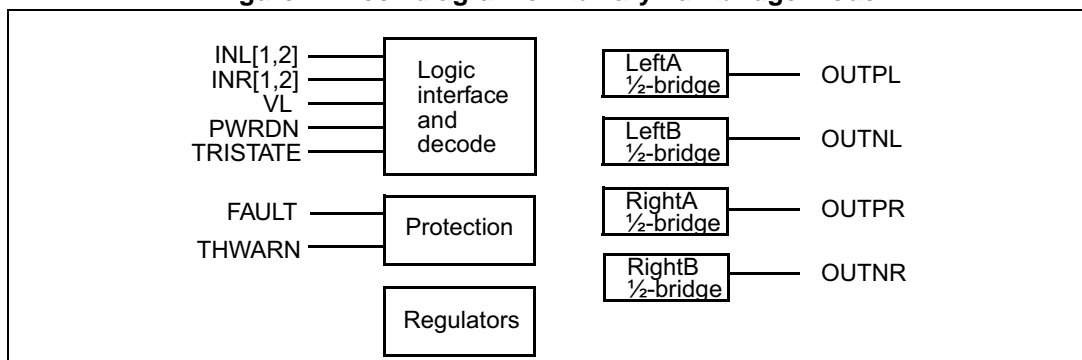 INL[1,2]
INR[1,2]
VL
PWRDN
TRISTATE
Logic
interface
and
decode
FAULT
THWARN
Protection
Regulators
LeftA
½-bridge
OUTPL
LeftB
½-bridge
OUTNL
RightA
½-bridge
OUTPR
RightB
½-bridge
OUTNR